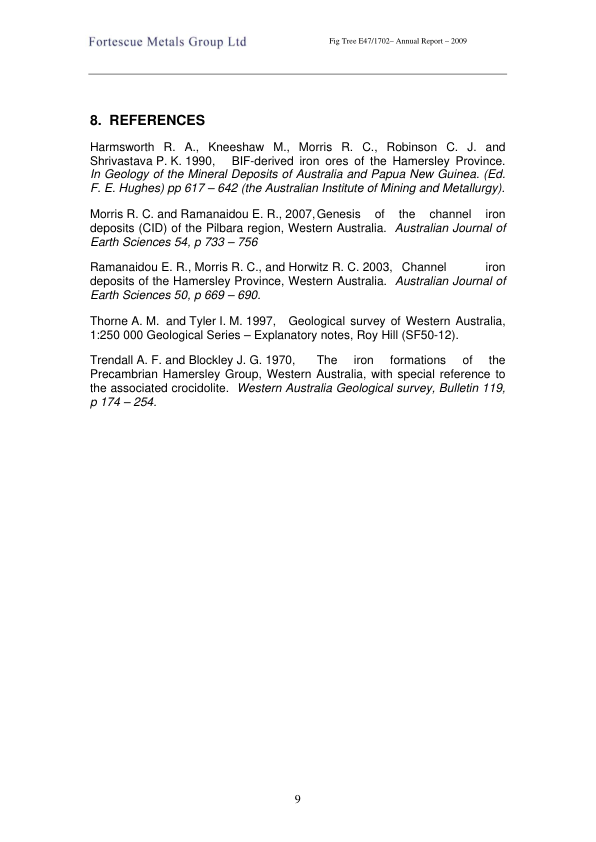 Fortescue Metals Group Ltd
Fig Tree E47/1702– Annual Report – 2009
8. REFERENCES
Harmsworth R. A., Kneeshaw M., Morris R. C., Robinson C. J. and
Shrivastava P. K. 1990, BIF-derived iron ores of the Hamersley Province.
In Geology of the Mineral Deposits of Australia and Papua New Guinea. (Ed.
F. E. Hughes) pp 617 – 642 (the Australian Institute of Mining and Metallurgy).
Morris R. C. and Ramanaidou E. R., 2007,Genesis of the channel iron
deposits (CID) of the Pilbara region, Western Australia. Australian Journal of
Earth Sciences 54, p 733 – 756
Ramanaidou E. R., Morris R. C., and Horwitz R. C. 2003, Channel iron
deposits of the Hamersley Province, Western Australia. Australian Journal of
Earth Sciences 50, p 669 – 690.
Thorne A. M. and Tyler I. M. 1997, Geological survey of Western Australia,
1:250 000 Geological Series – Explanatory notes, Roy Hill (SF50-12).
Trendall A. F. and Blockley J. G. 1970, The iron formations of the
Precambrian Hamersley Group, Western Australia, with special reference to
the associated crocidolite. Western Australia Geological survey, Bulletin 119,
p 174 – 254.
9